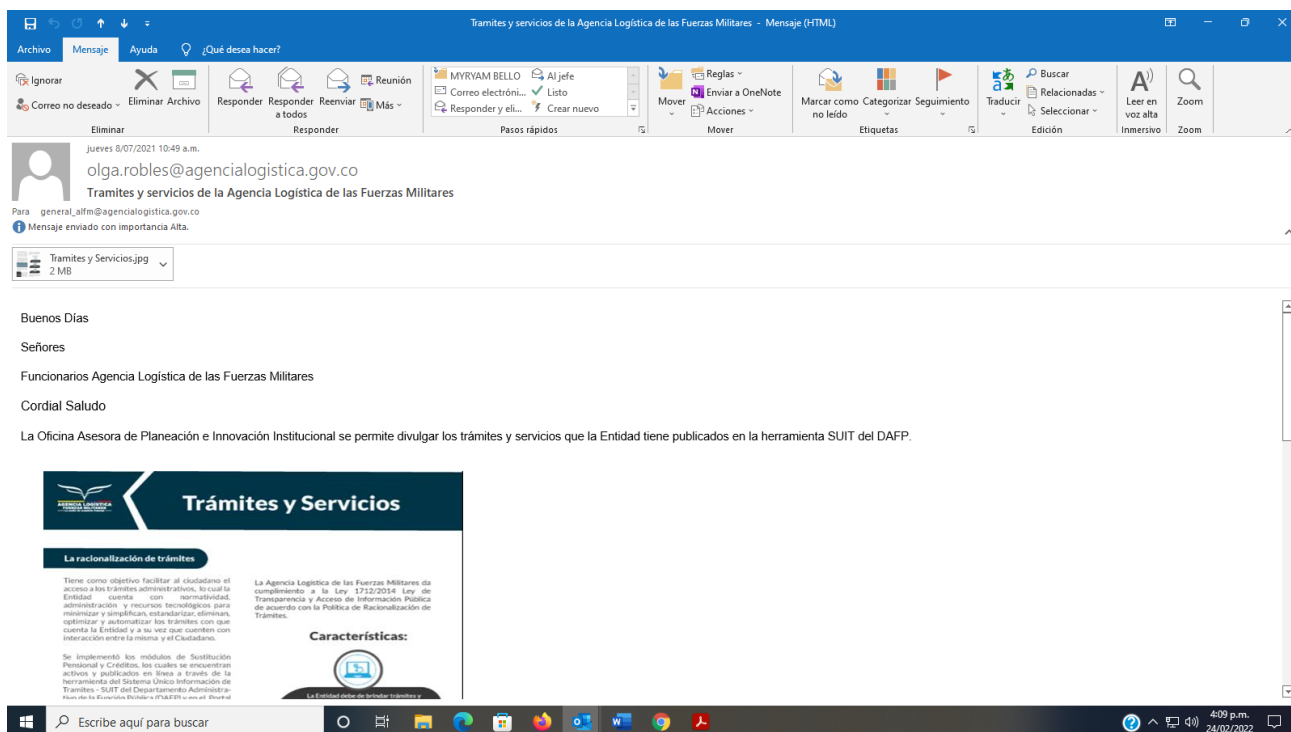 Tramites y servicios de la Agencia Logística de las Fuerzas Militares - Mensaje (HTML)
Archivo Mensaje Ayuda ¿Qué desea hacer?
Ignorar
Correo no deseado
Eliminar Archivo
Eliminar
Responder Responder a todos Reenviar
Reunión
Más
Responder
MYRYAM BELLO Al jefe
Correo electróni... Listo
Responder y eli... Crear nuevo
Pasos rápidos
Mover
Reglas
Enviar a OneNote
Acciones
Mover
Marcar como no leído Categorizar Seguimiento
Etiquetas
Traducir
Buscar
Relacionadas
Seleccionar
Edición
Leer en voz alta
Inmersivo
Zoom
Zoom
jueves 8/07/2021 10:49 a.m.
olga.robles@agencialogistica.gov.co
Tramites y servicios de la Agencia Logística de las Fuerzas Militares
Para general_alfm@agencialogistica.gov.co
Mensaje enviado con importancia Alta.
Tramites y Servicios.jpg
2 MB
Buenos Días
Señores
Funcionarios Agencia Logística de las Fuerzas Militares
Cordial Saludo
La Oficina Asesora de Planeación e Innovación Institucional se permite divulgar los trámites y servicios que la Entidad tiene publicados en la herramienta SUIT del DAFP.
AGENCIA LOGÍSTICA
FUERZAS MILITARES
Trámites y Servicios
La racionalización de trámites
Tiene como objetivo facilitar al ciudadano el
acceso a los trámites administrativos, lo cual la
Entidad cuenta con normatividad,
administración y recursos tecnológicos para
minimizar y simplifican, estandarizar, eliminan,
optimizar y automatizar los trámites con que
cuenta la Entidad y a su vez que cuenten con
interacción entre la misma y el Ciudadano.
Se implementó los módulos de Sustitución
Pensional y Créditos, los cuales se encuentran
activos y publicados en línea a través de la
herramienta del Sistema Único Información de
Tramites - SUIT del Departamento Administra-
tivo de la Función Pública (DAFP) y en el Portal
La Agencia Logística de las Fuerzas Militares da
cumplimiento a la Ley 1712/2014 Ley de
Transparencia y Acceso de Información Pública
de acuerdo con la Política de Racionalización de
Trámites.
Características:
La Entidad debe de brindar trámites y
Escribe aquí para buscar
4:09 p.m.
24/02/2022